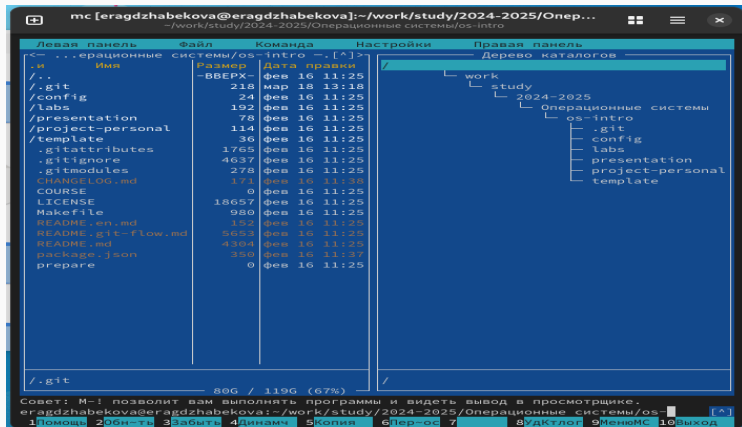 mc [eragdzhabekova@eragdzhabekova]:~/work/study/2024-2025/Опер...
~/work/study/2024-2025/Операционные системы/os-intro
Левая панель Файл Команда Настройки Правая панель
<— ...ерационные системы/os-intro —.[^]> Дерево каталогов
.и Имя Размер Дата правки /
/.. -ВВЕРХ- фев 16 11:25 work
/.git 218 мар 18 13:18 study
/config 24 фев 16 11:25 2024-2025
/labs 192 фев 16 11:25 Операционные системы
/presentation 78 фев 16 11:25 os-intro
/project-personal 114 фев 16 11:25 .git
/template 36 фев 16 11:25 config
.gitattributes 1765 фев 16 11:25 labs
.gitignore 4637 фев 16 11:25 presentation
.gitmodules 278 фев 16 11:25 project-personal
CHANGELOG.md 171 фев 16 11:38 template
COURSE 0 фев 16 11:25
LICENSE 18657 фев 16 11:25
Makefile 980 фев 16 11:25
README.en.md 152 фев 16 11:25
README.git-flow.md 5653 фев 16 11:25
README.md 4304 фев 16 11:25
package.json 350 фев 16 11:37
prepare 0 фев 16 11:25
/.git /
80G / 119G (67%)
Совет: M-! позволит вам выполнять программы и видеть вывод в просмотрщике.
eragdzhabekova@eragdzhabekova:~/work/study/2024-2025/Операционные системы/os- [^]
1Помощь 2Обн~ть 3Забыть 4Динамч 5Копия 6Пер~ос 7 8УдКтлог 9МенюMC 10Выход